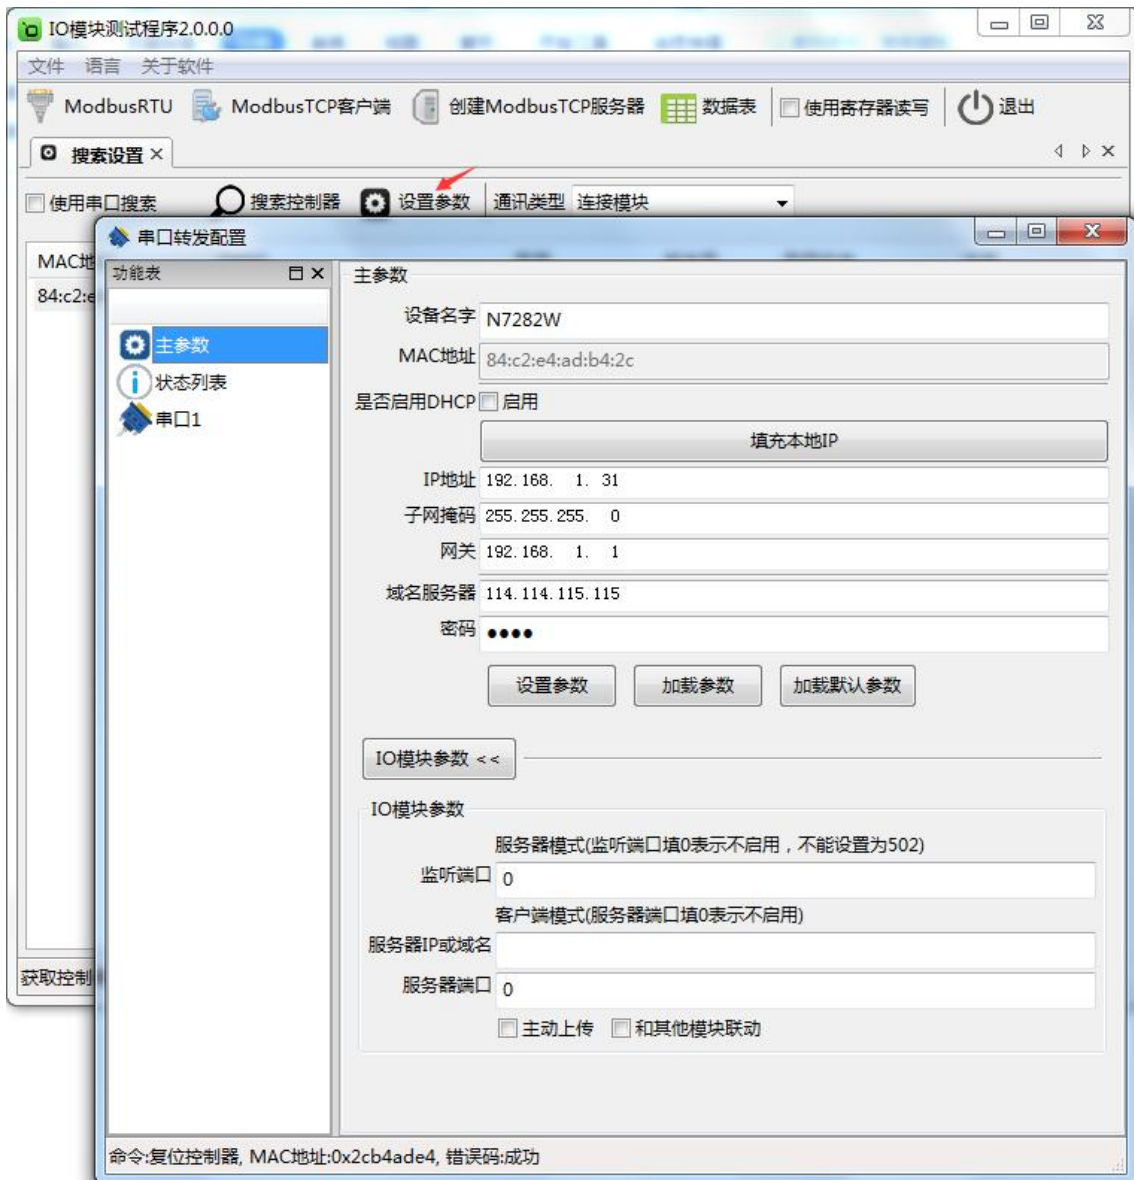 IO模块测试程序2.0.0.0
文件 语言 关于软件
ModbusRTU ModbusTCP客户端 创建ModbusTCP服务器 数据表 使用寄存器读写 退出
搜索设置
使用串口搜索 搜索控制器 设置参数 通讯类型 连接模块
串口转发配置
MAC地
84:c2:e
功能表
主参数
状态列表
串口1
主参数
设备名字 N7282W
MAC地址 84:c2:e4:ad:b4:2c
是否启用DHCP 启用
填充本地IP
IP地址 192.168. 1. 31
子网掩码 255.255.255. 0
网关 192.168. 1. 1
域名服务器 114.114.115.115
密码 ●●●●
设置参数 加载参数 加载默认参数
IO模块参数 <<
IO模块参数
服务器模式(监听端口填0表示不启用，不能设置为502)
监听端口 0
客户端模式(服务器端口填0表示不启用)
服务器IP或域名
服务器端口 0
主动上传 和其他模块联动
获取控制
命令:复位控制器, MAC地址:0x2cb4ade4, 错误码:成功